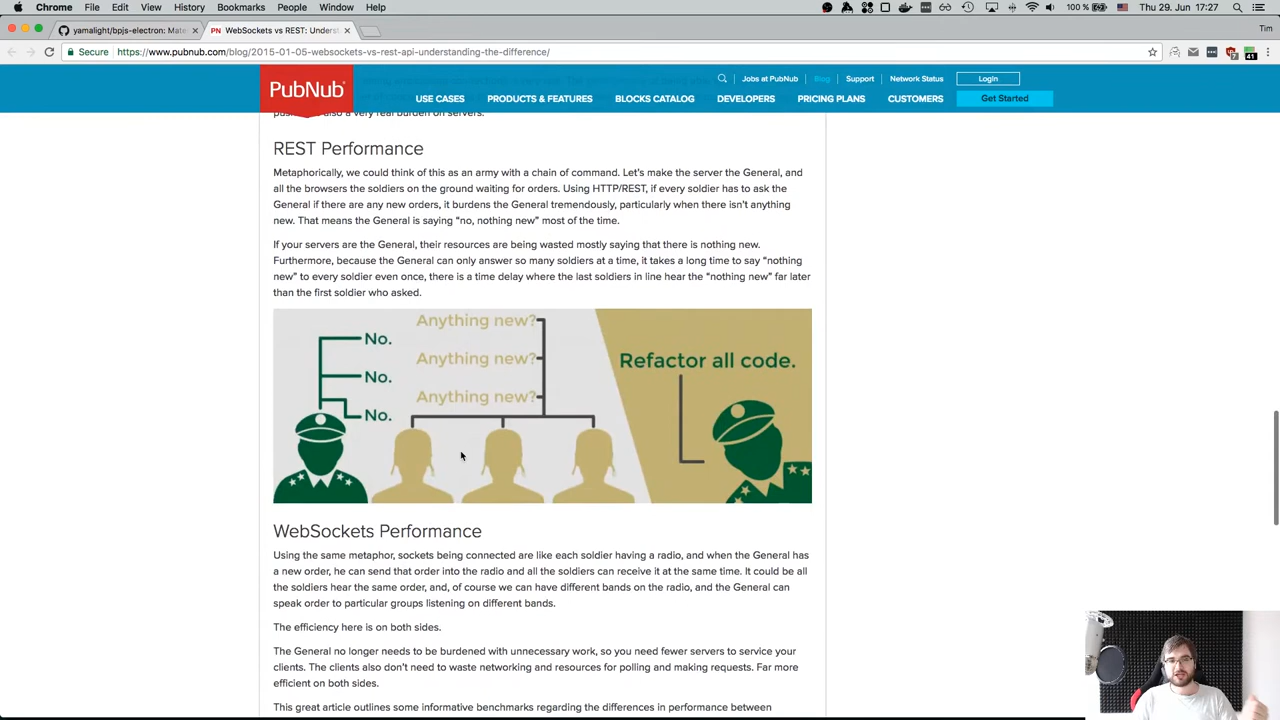 Chrome File Edit View History Bookmarks People Window Help 100 % Thu 29. Jun 17:27
yamalight/bpjs-electron: Mate × PN WebSockets vs REST: Unders ×
Tim
Secure https://www.pubnub.com/blog/2015-01-05-websockets-vs-rest-api-understanding-the-difference/
7 41
PubNub
Jobs at PubNub Blog Support Network Status Login
USE CASES PRODUCTS & FEATURES BLOCKS CATALOG DEVELOPERS PRICING PLANS CUSTOMERS Get Started
also a very real burden on servers.
REST Performance
Metaphorically, we could think of this as an army with a chain of command. Let's make the server the General, and
all the browsers the soldiers on the ground waiting for orders. Using HTTP/REST, if every soldier has to ask the
General if there are any new orders, it burdens the General tremendously, particularly when there isn't anything
new. That means the General is saying “no, nothing new” most of the time.
If your servers are the General, their resources are being wasted mostly saying that there is nothing new.
Furthermore, because the General can only answer so many soldiers at a time, it takes a long time to say “nothing
new” to every soldier even once, there is a time delay where the last soldiers in line hear the “nothing new” far later
than the first soldier who asked.
No. Anything new?
No. Anything new?
No. Anything new?
Refactor all code.
WebSockets Performance
Using the same metaphor, sockets being connected are like each soldier having a radio, and when the General has
a new order, he can send that order into the radio and all the soldiers can receive it at the same time. It could be all
the soldiers hear the same order, and, of course we can have different bands on the radio, and the General can
speak order to particular groups listening on different bands.
The efficiency here is on both sides.
The General no longer needs to be burdened with unnecessary work, so you need fewer servers to service your
clients. The clients also don't need to waste networking and resources for polling and making requests. Far more
efficient on both sides.
This great article outlines some informative benchmarks regarding the differences in performance between